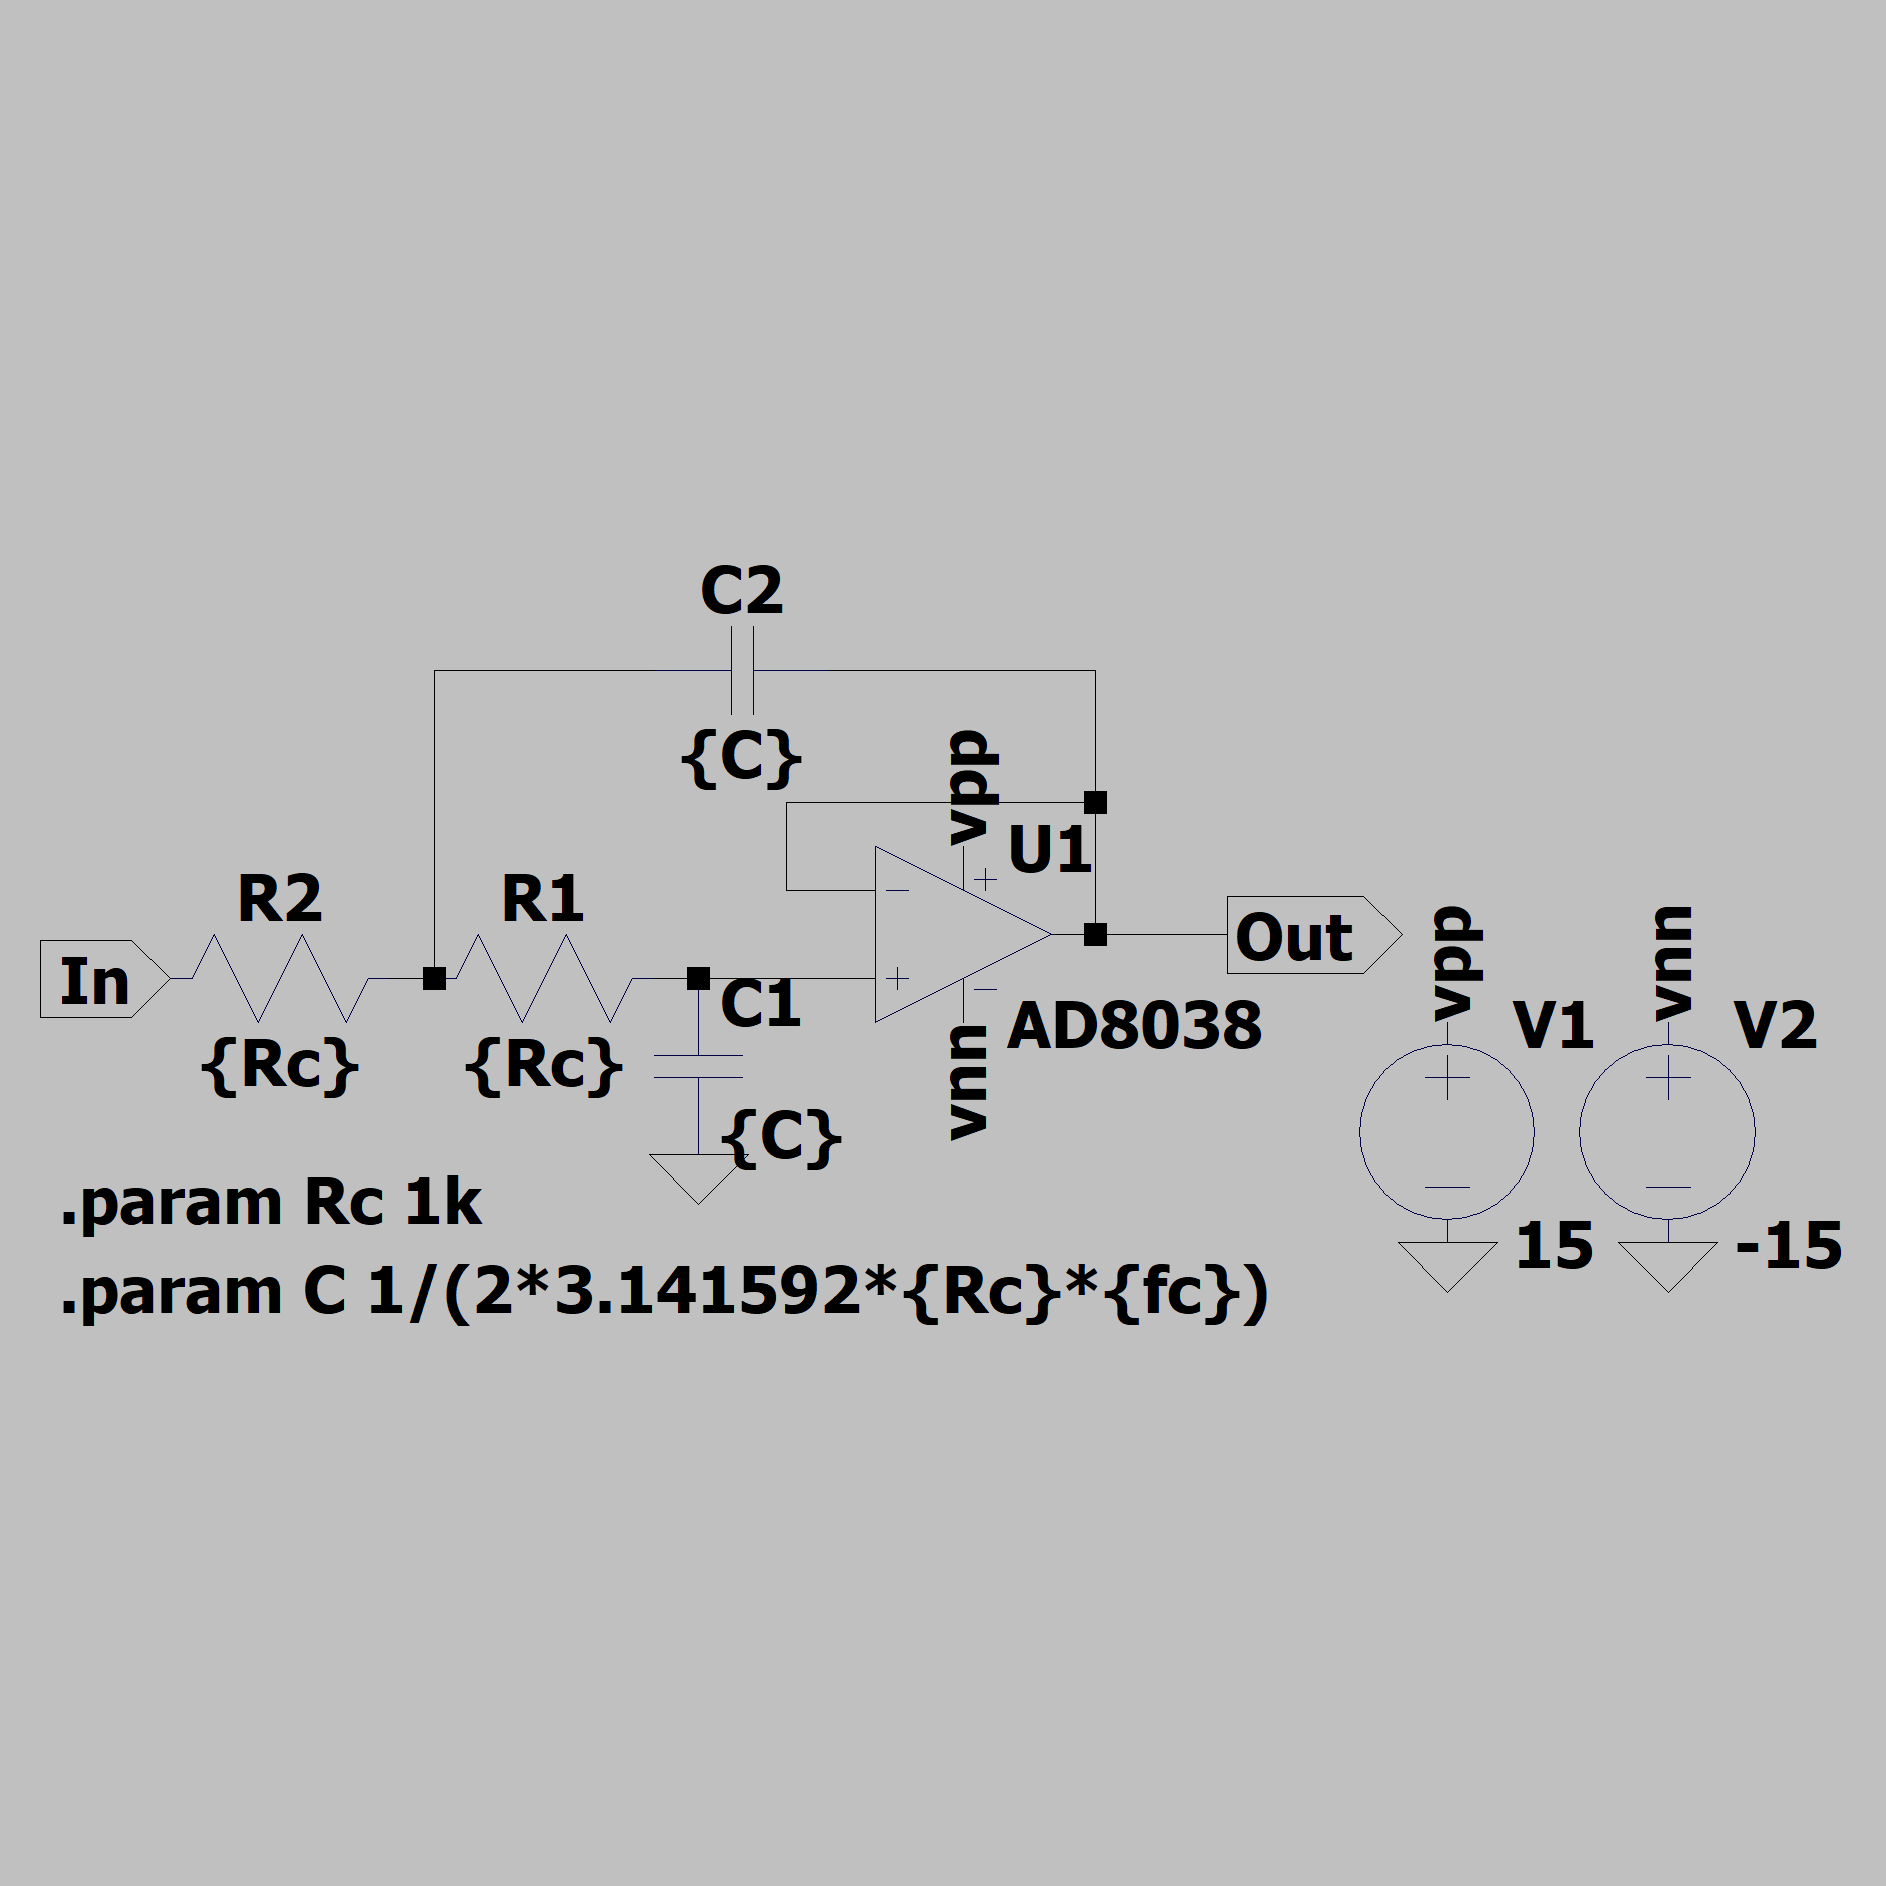 C2
{C}
vpp
U1
R2
R1
In
{Rc}
{Rc}
C1
{C}
vnn
AD8038
Out
vpp
V1
15
vnn
V2
-15
.param Rc 1k
.param C 1/(2*3.141592*{Rc}*{fc})